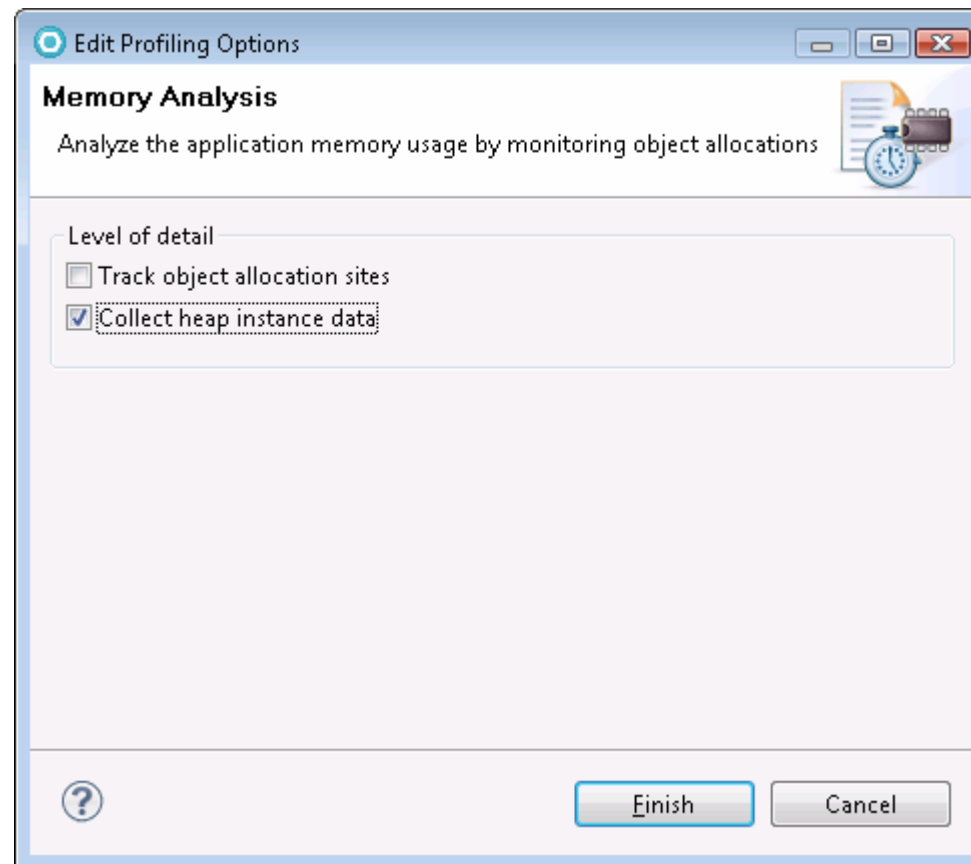 Edit Profiling Options
Memory Analysis
Analyze the application memory usage by monitoring object allocations
Level of detail
Track object allocation sites
Collect heap instance data
?
Finish
Cancel